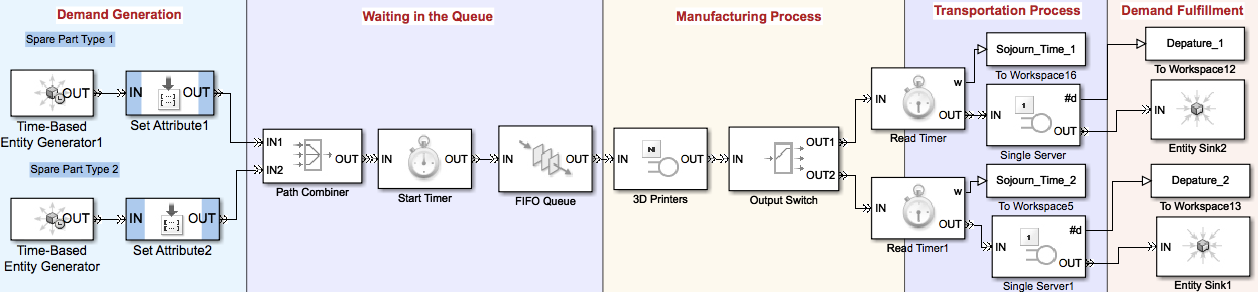 Demand Generation
Waiting in the Queue
Manufacturing Process
Transportation Process
Demand Fulfillment
Spare Part Type 1
OUT
Time-Based
Entity Generator1
IN
OUT
Set Attribute1
Spare Part Type 2
OUT
Time-Based
Entity Generator
IN
OUT
Set Attribute2
IN1
IN2
OUT
Path Combiner
IN
OUT
Start Timer
IN
OUT
FIFO Queue
IN
NI
OUT
3D Printers
IN
OUT1
OUT2
Output Switch
IN
w
OUT
Read Timer
Sojourn_Time_1
To Workspace16
IN
1
#d
OUT
Single Server
Depature_1
To Workspace12
IN
Entity Sink2
IN
w
OUT
Read Timer1
Sojourn_Time_2
To Workspace5
IN
1
#d
OUT
Single Server1
Depature_2
To Workspace13
IN
Entity Sink1